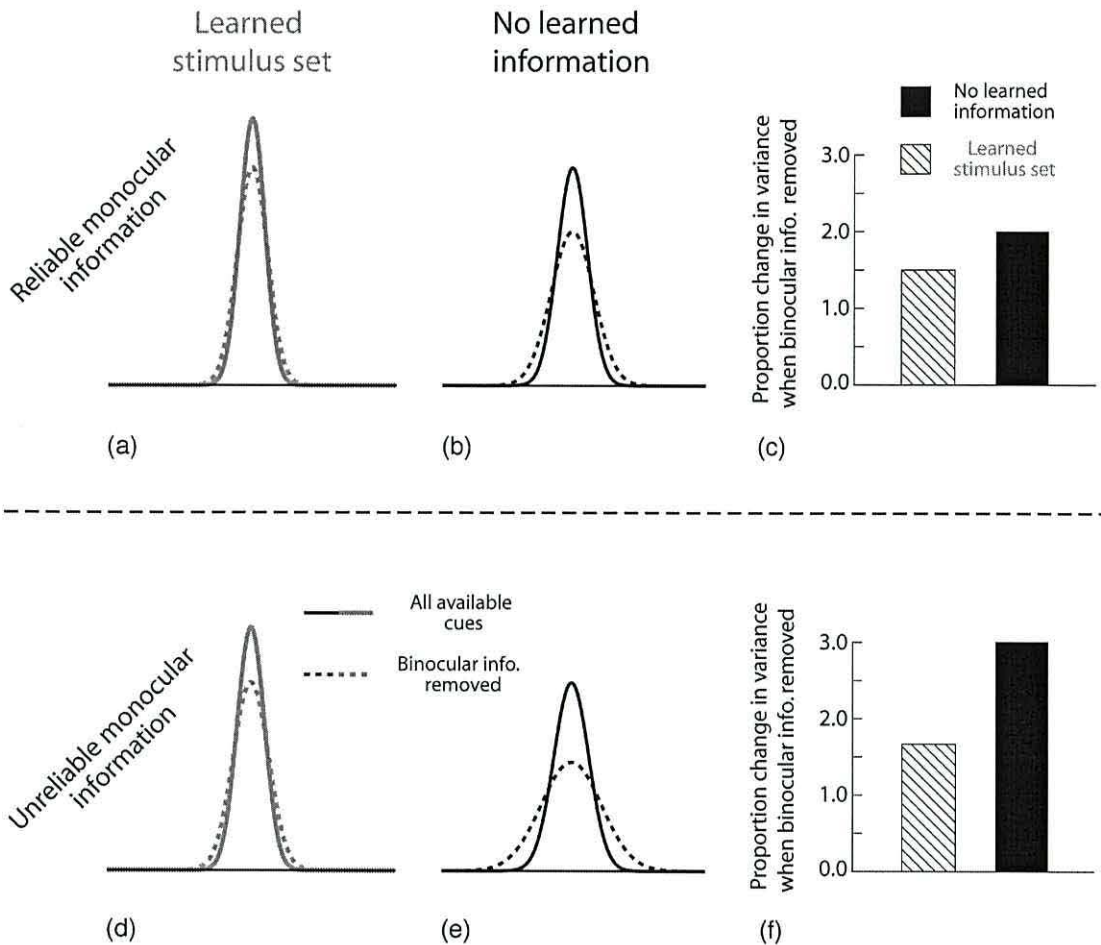 Learned
stimulus set
No learned
information
Reliable monocular
information
No learned
information
Learned
stimulus set
Proportion change in variance
when binocular info. removed
3.0
2.0
1.0
0.0
(a)
(b)
(c)
Unreliable monocular
information
All available
cues
Binocular info.
removed
Proportion change in variance
when binocular info. removed
3.0
2.0
1.0
0.0
(d)
(e)
(f)